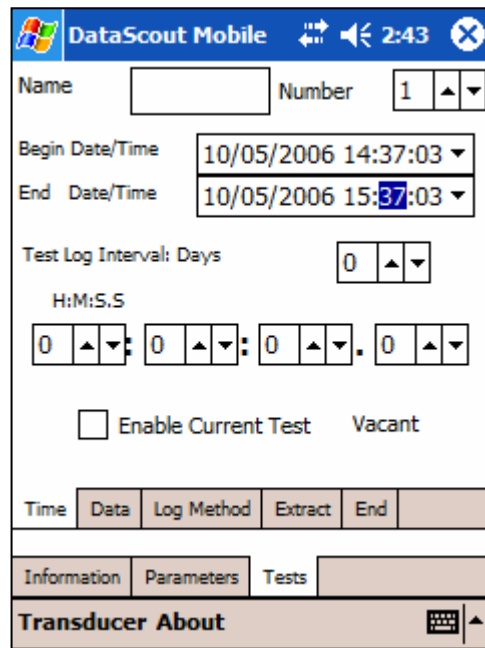 DataScout Mobile 2:43
Name Number 1
Begin Date/Time 10/05/2006 14:37:03
End Date/Time 10/05/2006 15:37:03
Test Log Interval: Days 0
H:M:S.S
0 : 0 : 0 . 0
Enable Current Test Vacant
Time Data Log Method Extract End
Information Parameters Tests
Transducer About